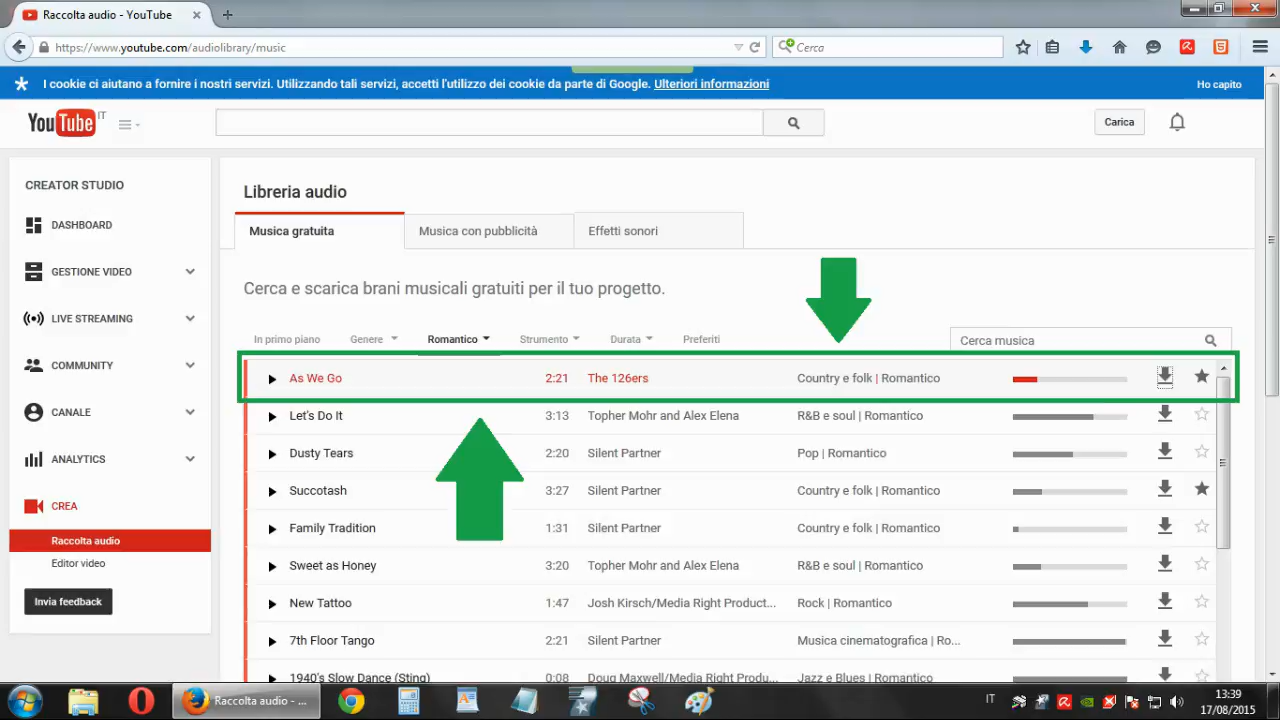 Raccolta audio - YouTube
https://www.youtube.com/audiolibrary/music
Cerca
I cookie ci aiutano a fornire i nostri servizi. Utilizzando tali servizi, accetti l'utilizzo dei cookie da parte di Google. Ulteriori informazioni
Ho capito
YouTube IT
Carica
CREATOR STUDIO
DASHBOARD
GESTIONE VIDEO
LIVE STREAMING
COMMUNITY
CANALE
ANALYTICS
CREA
Raccolta audio
Editor video
Invia feedback
Libreria audio
Musica gratuita Musica con pubblicità Effetti sonori
Cerca e scarica brani musicali gratuiti per il tuo progetto.
In primo piano Genere Romantico Strumento Durata Preferiti Cerca musica
As We Go 2:21 The 126ers Country e folk | Romantico
Let's Do It 3:13 Topher Mohr and Alex Elena R&B e soul | Romantico
Dusty Tears 2:20 Silent Partner Pop | Romantico
Succotash 3:27 Silent Partner Country e folk | Romantico
Family Tradition 1:31 Silent Partner Country e folk | Romantico
Sweet as Honey 3:20 Topher Mohr and Alex Elena R&B e soul | Romantico
New Tattoo 1:47 Josh Kirsch/Media Right Product... Rock | Romantico
7th Floor Tango 2:21 Silent Partner Musica cinematografica | Ro...
1940's Slow Dance (Sting) 0:08 Doug Maxwell/Media Right Produ... Jazz e Blues | Romantico
Raccolta audio - ...
IT
13:39
17/08/2015